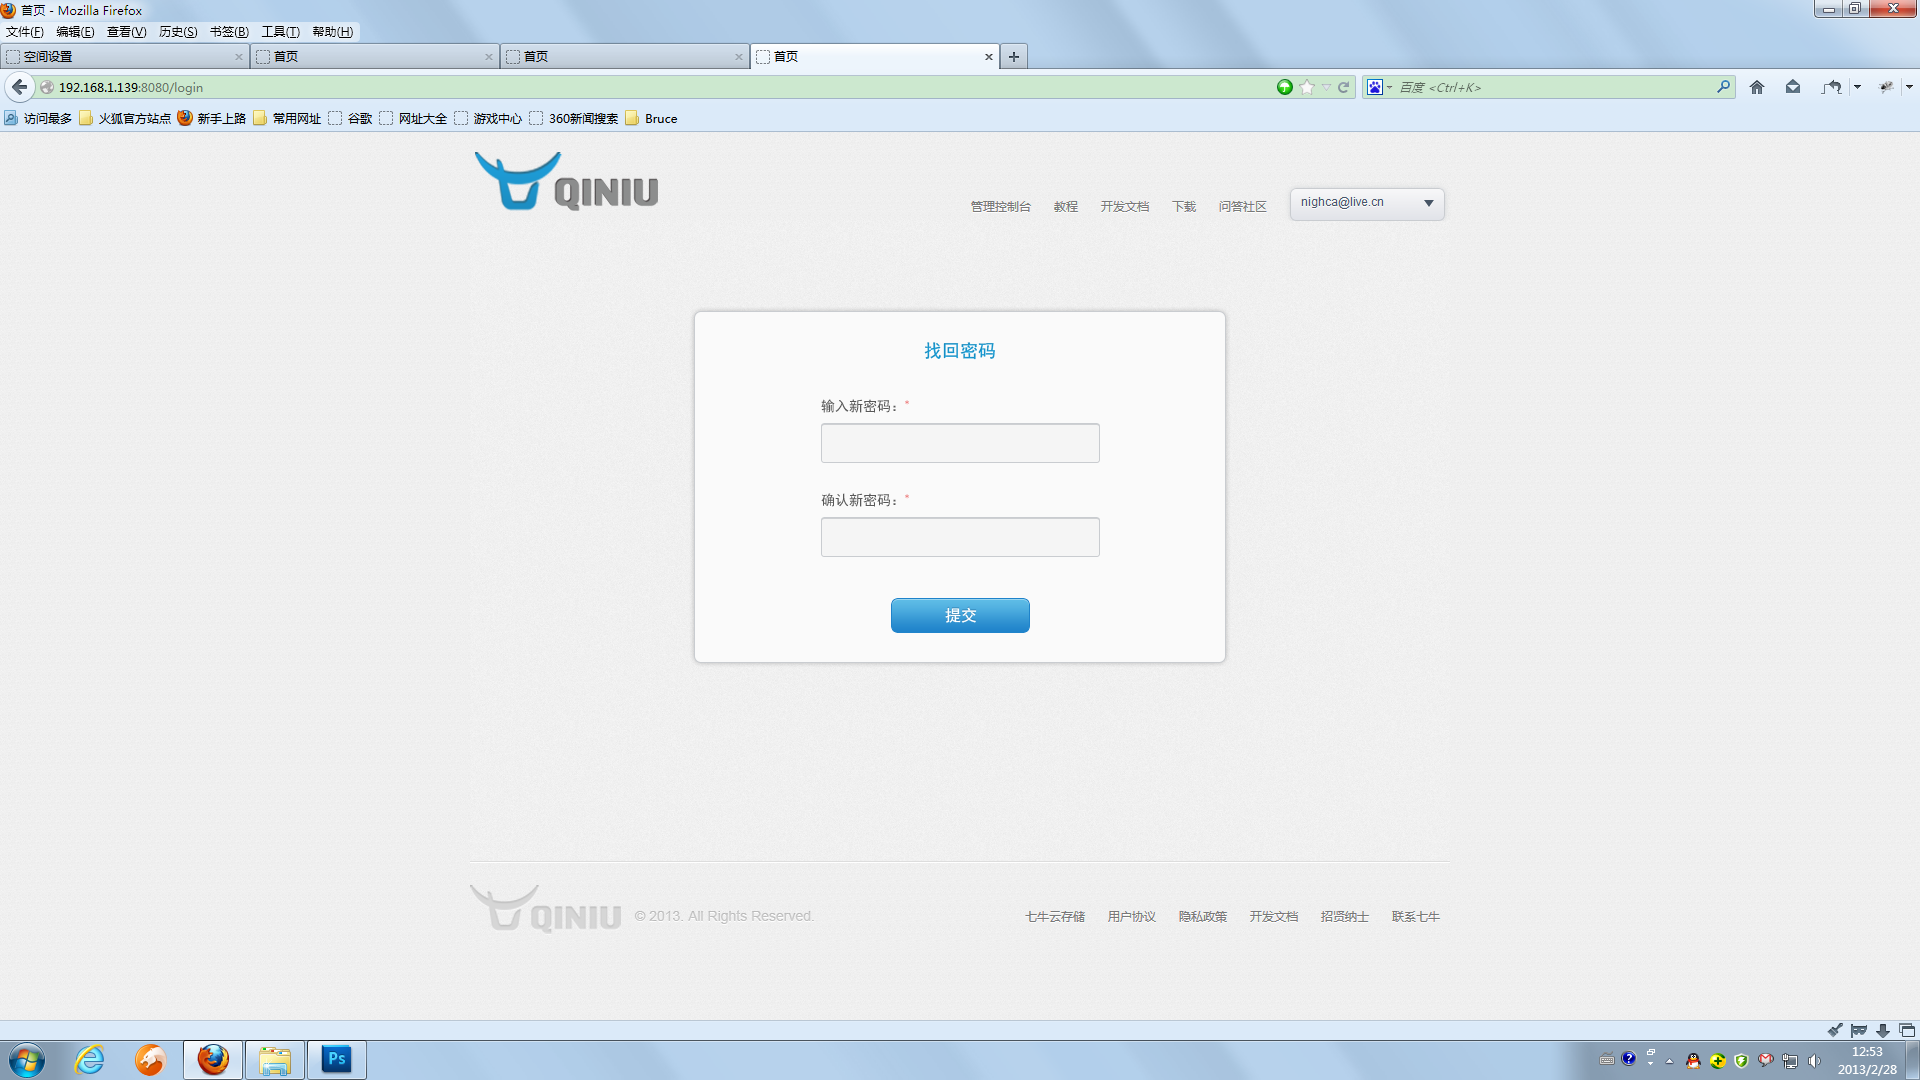 首页 - Mozilla Firefox
文件(F) 编辑(E) 查看(V) 历史(S) 书签(B) 工具(T) 帮助(H)
空间设置 首页 首页 首页
192.168.1.139:8080/login 百度 <Ctrl+K>
访问最多 火狐官方站点 新手上路 常用网址 谷歌 网址大全 游戏中心 360新闻搜索 Bruce
QINIU
管理控制台 教程 开发文档 下载 问答社区 nighca@live.cn
找回密码
输入新密码：*
确认新密码：*
提交
QINIU © 2013. All Rights Reserved. 七牛云存储 用户协议 隐私政策 开发文档 招贤纳士 联系七牛
Ps
12:53
2013/2/28